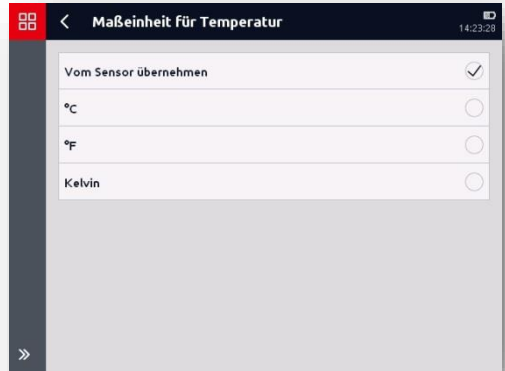 Maßeinheit für Temperatur
14:23:28
Vom Sensor übernehmen
°C
°F
Kelvin